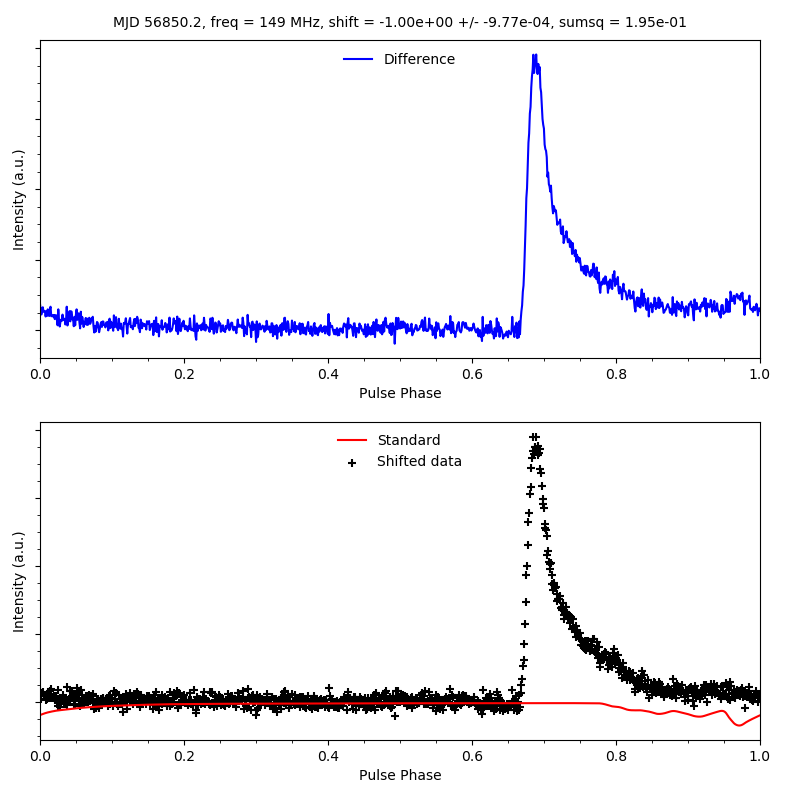 MJD 56850.2, freq = 149 MHz, shift = -1.00e+00 +/- -9.77e-04, sumsq = 1.95e-01
Difference
Intensity (a.u.)
0.0 0.2 0.4 0.6 0.8 1.0
Pulse Phase
Standard
Shifted data
Intensity (a.u.)
0.0 0.2 0.4 0.6 0.8 1.0
Pulse Phase